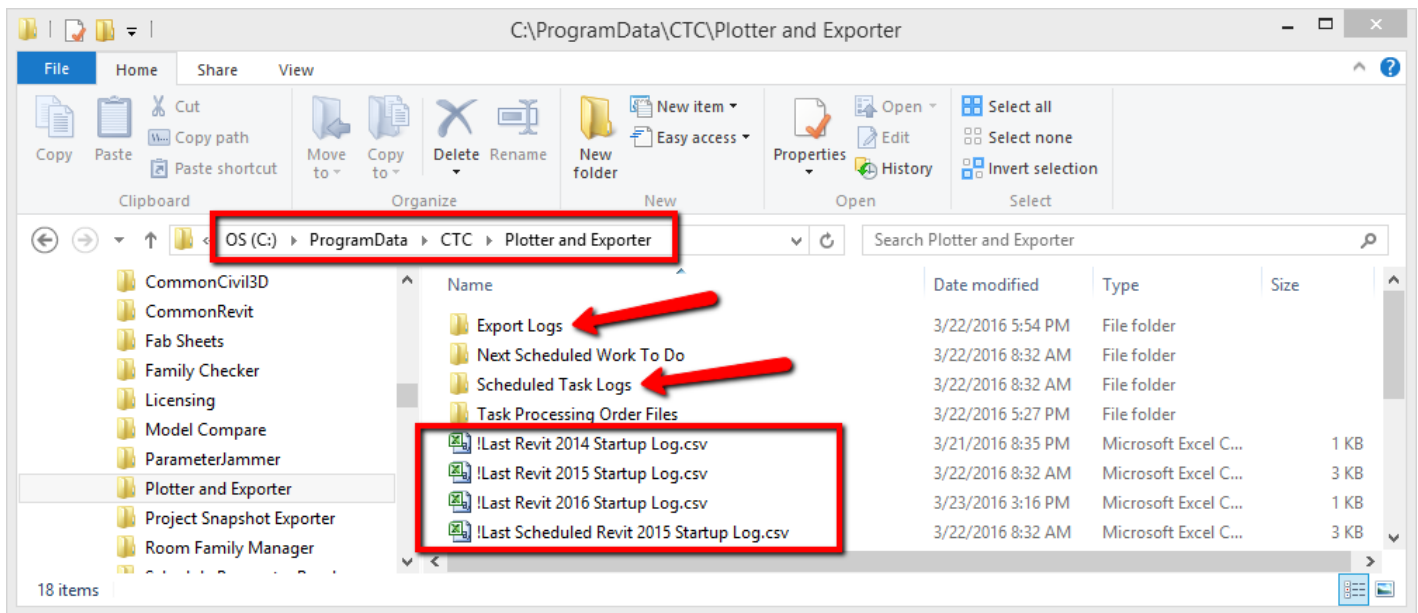 C:\ProgramData\CTC\Plotter and Exporter
File Home Share View
Copy
Paste
Cut
Copy path
Paste shortcut
Clipboard
Move to
Copy to
Delete
Rename
Organize
New folder
New item
Easy access
New
Properties
Open
Edit
History
Open
Select all
Select none
Invert selection
Select
OS (C:) ProgramData CTC Plotter and Exporter
Search Plotter and Exporter
CommonCivil3D
CommonRevit
Fab Sheets
Family Checker
Licensing
Model Compare
ParameterJammer
Plotter and Exporter
Project Snapshot Exporter
Room Family Manager
Name Date modified Type Size
Export Logs 3/22/2016 5:54 PM File folder
Next Scheduled Work To Do 3/22/2016 8:32 AM File folder
Scheduled Task Logs 3/22/2016 8:32 AM File folder
Task Processing Order Files 3/22/2016 5:27 PM File folder
!Last Revit 2014 Startup Log.csv 3/21/2016 8:35 PM Microsoft Excel C... 1 KB
!Last Revit 2015 Startup Log.csv 3/22/2016 8:32 AM Microsoft Excel C... 3 KB
!Last Revit 2016 Startup Log.csv 3/23/2016 3:16 PM Microsoft Excel C... 1 KB
!Last Scheduled Revit 2015 Startup Log.csv 3/22/2016 8:32 AM Microsoft Excel C... 3 KB
18 items